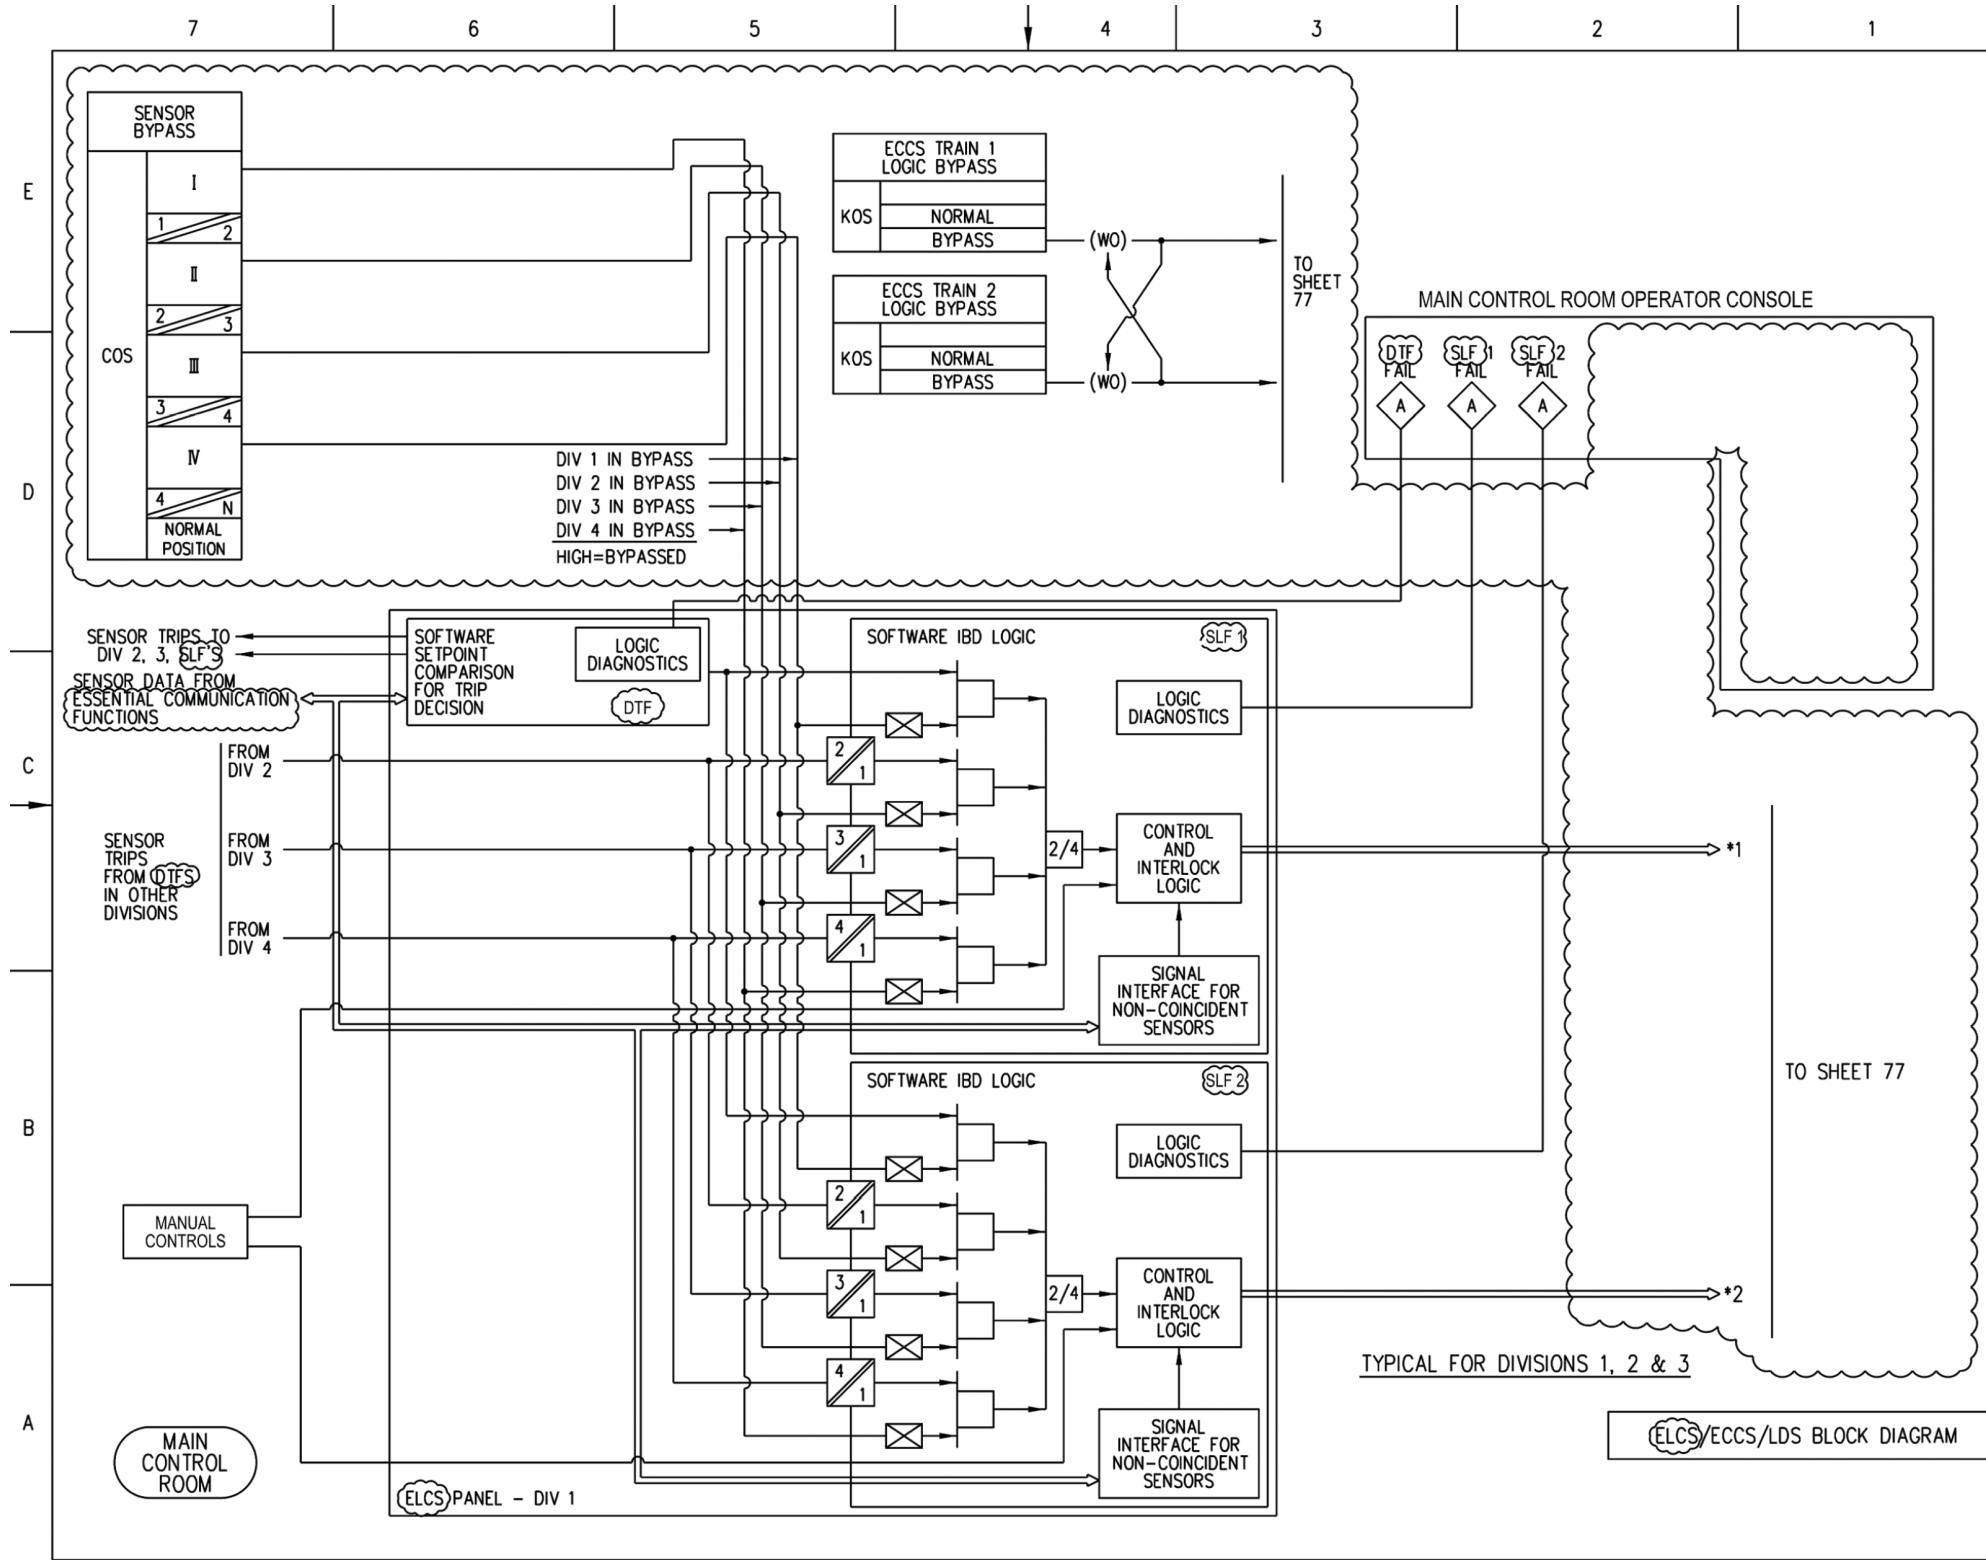 7 6 5 4 3 2 1
E
D
C
B
A
SENSOR
BYPASS
COS
I
1 2
II
2 3
III
3 4
IV
4 N
NORMAL
POSITION
ECCS TRAIN 1
LOGIC BYPASS
KOS
NORMAL
BYPASS
(WO)
ECCS TRAIN 2
LOGIC BYPASS
KOS
NORMAL
BYPASS
(WO)
TO
SHEET
77
DIV 1 IN BYPASS
DIV 2 IN BYPASS
DIV 3 IN BYPASS
DIV 4 IN BYPASS
HIGH=BYPASSED
MAIN CONTROL ROOM OPERATOR CONSOLE
DTF
FAIL
A
SLF 1
FAIL
A
SLF 2
FAIL
A
SENSOR TRIPS TO
DIV 2, 3, SLF'S
SENSOR DATA FROM
ESSENTIAL COMMUNICATION
FUNCTIONS
SOFTWARE
SETPOINT
COMPARISON
FOR TRIP
DECISION
LOGIC
DIAGNOSTICS
DTF
SENSOR
TRIPS
FROM DTFS
IN OTHER
DIVISIONS
FROM
DIV 2
FROM
DIV 3
FROM
DIV 4
SOFTWARE IBD LOGIC
SLF 1
LOGIC
DIAGNOSTICS
2 1
3 1
4 1
2/4
CONTROL
AND
INTERLOCK
LOGIC
*1
SIGNAL
INTERFACE FOR
NON-COINCIDENT
SENSORS
SOFTWARE IBD LOGIC
SLF 2
LOGIC
DIAGNOSTICS
2 1
3 1
4 1
2/4
CONTROL
AND
INTERLOCK
LOGIC
*2
SIGNAL
INTERFACE FOR
NON-COINCIDENT
SENSORS
TO SHEET 77
MANUAL
CONTROLS
MAIN
CONTROL
ROOM
ELCS PANEL - DIV 1
TYPICAL FOR DIVISIONS 1, 2 & 3
ELCS/ECCS/LDS BLOCK DIAGRAM